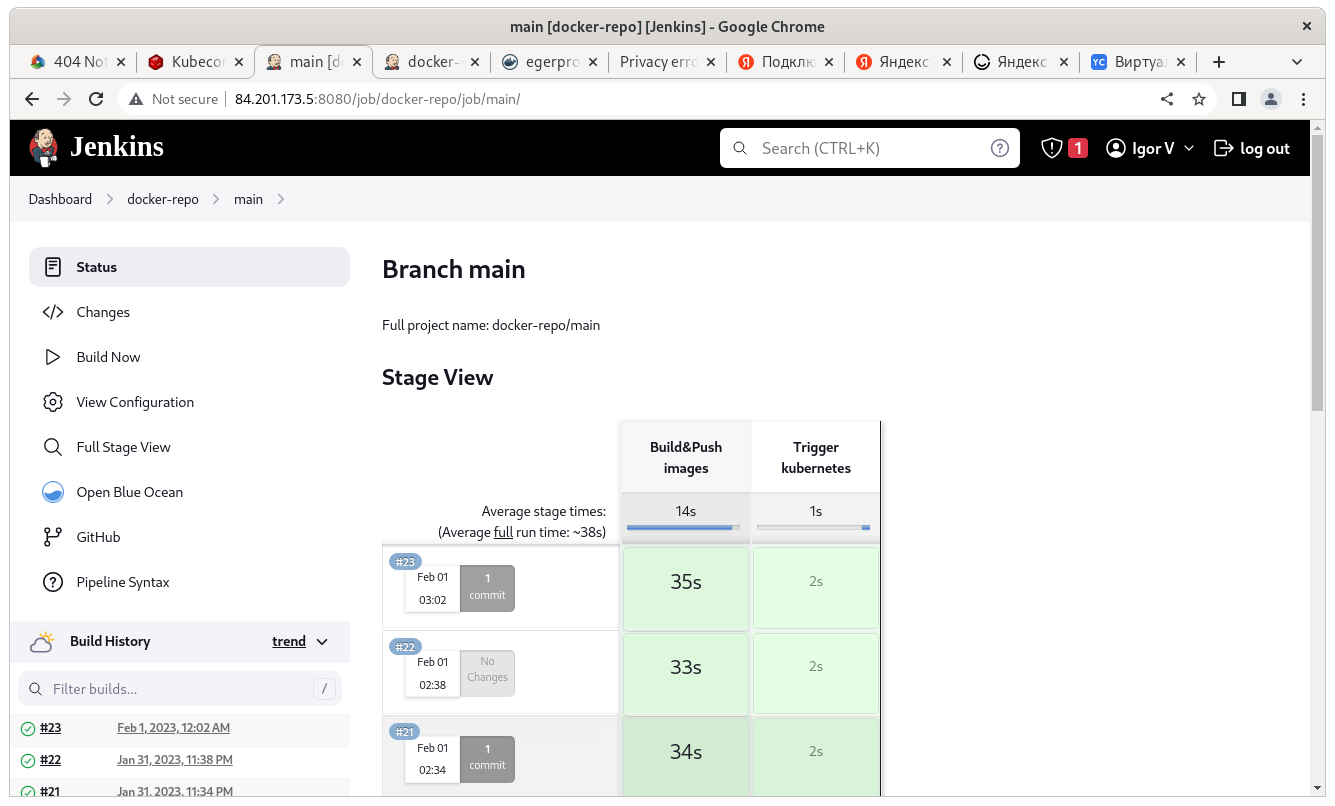 main [docker-repo] [Jenkins] - Google Chrome
404 Not
Kubecon
main [d
docker-
egerpro
Privacy erro
Подклю
Яндекс
Яндекс
YC Виртуал
Not secure 84.201.173.5:8080/job/docker-repo/job/main/
Jenkins
Search (CTRL+K)
1
Igor V
log out
Dashboard
docker-repo
main
Status
Changes
Build Now
View Configuration
Full Stage View
Open Blue Ocean
GitHub
Pipeline Syntax
Build History
trend
Filter builds...
/
#23 Feb 1, 2023, 12:02 AM
#22 Jan 31, 2023, 11:38 PM
#21 Jan 31, 2023, 11:34 PM
Branch main
Full project name: docker-repo/main
Stage View
Build&Push
images
Trigger
kubernetes
Average stage times:
(Average full run time: ~38s)
14s
1s
#23
Feb 01
03:02
1
commit
35s
2s
#22
Feb 01
02:38
No
Changes
33s
2s
#21
Feb 01
02:34
1
commit
34s
2s